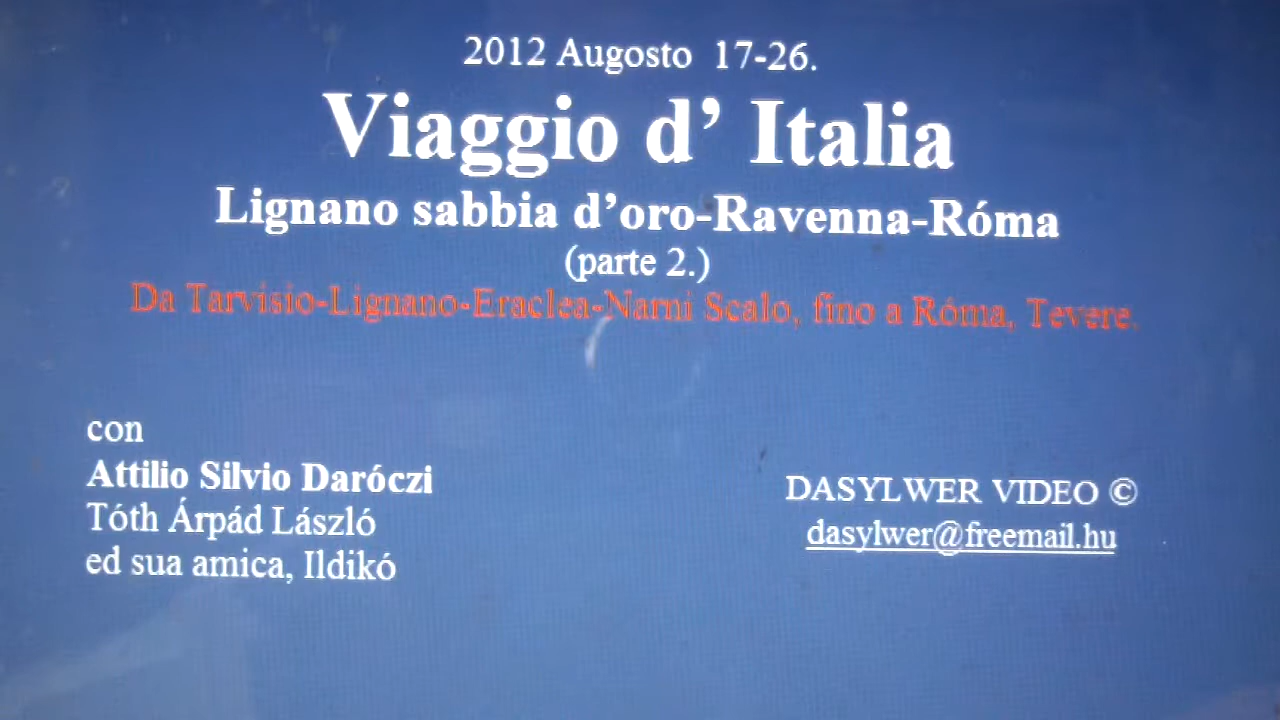 2012 Augosto 17-26.
Viaggio d’ Italia
Lignano sabbia d’oro-Ravenna-Róma
(parte 2.)
Da Tarvisio-Lignano-Eraclea-Narni Scalo, fino a Róma, Tevere.
con
Attilio Silvio Daróczi
Tóth Árpád László
ed sua amica, Ildikó
DASYLWER VIDEO ©
dasylwer@freemail.hu